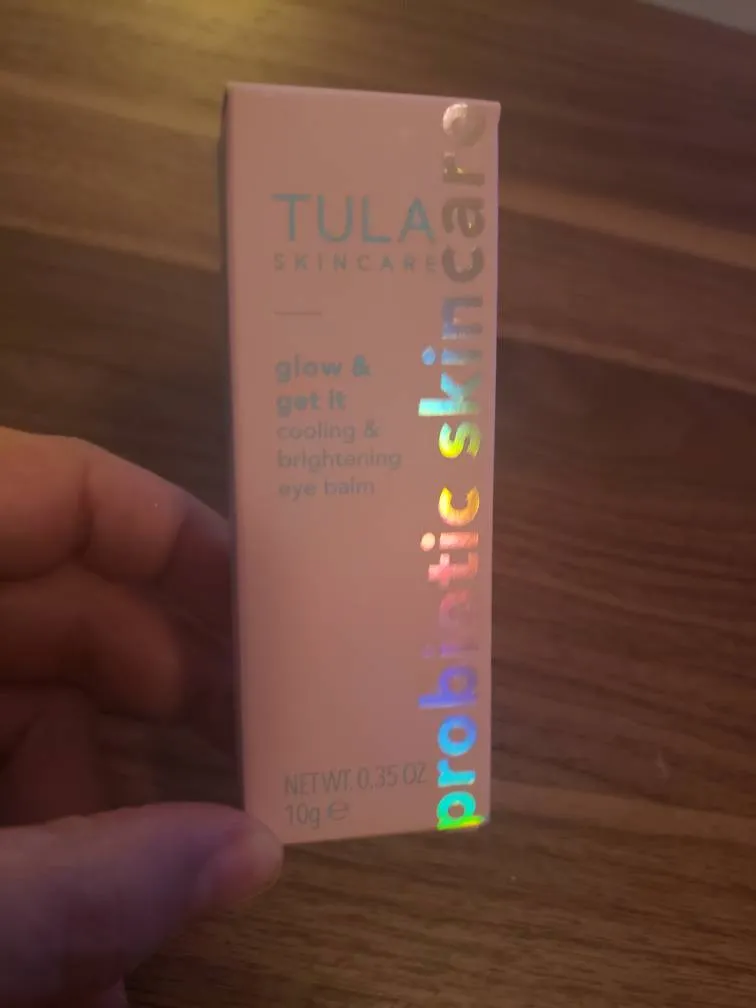 TULA
SKINCARE
glow &
get it
cooling &
brightening
eye balm
NET WT. 0.35 OZ
10g ℮
probiotic skincare